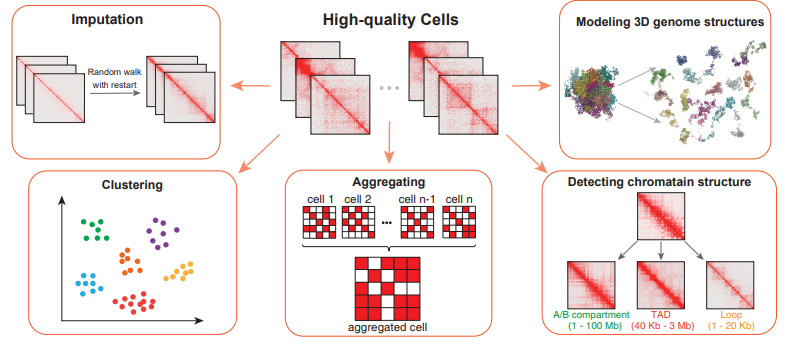 Imputation
Random walk
with restart
High-quality Cells
Modeling 3D genome structures
Clustering
Aggregating
cell 1 cell 2 ... cell n-1 cell n
aggregated cell
Detecting chromatain structure
A/B compartment
(1 - 100 Mb)
TAD
(40 Kb - 3 Mb)
Loop
(1 - 20 Kb)